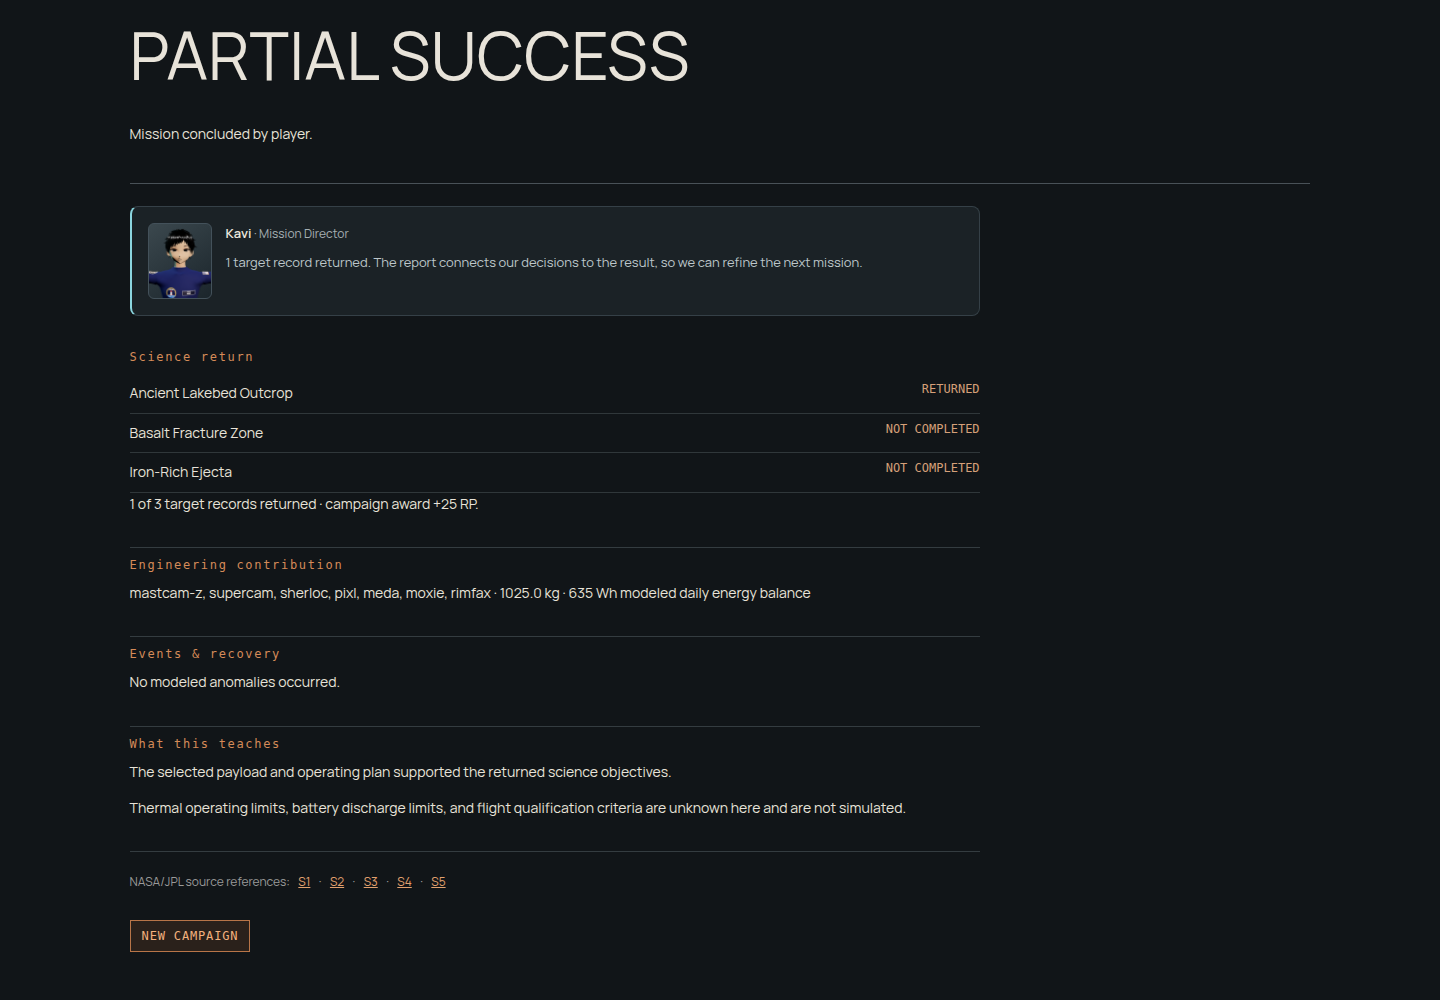 PARTIAL SUCCESS
Mission concluded by player.
Kavi · Mission Director
1 target record returned. The report connects our decisions to the result, so we can refine the next mission.
Science return
Ancient Lakebed Outcrop RETURNED
Basalt Fracture Zone NOT COMPLETED
Iron-Rich Ejecta NOT COMPLETED
1 of 3 target records returned · campaign award +25 RP.
Engineering contribution
mastcam-z, supercam, sherloc, pixl, meda, moxie, rimfax · 1025.0 kg · 635 Wh modeled daily energy balance
Events & recovery
No modeled anomalies occurred.
What this teaches
The selected payload and operating plan supported the returned science objectives.
Thermal operating limits, battery discharge limits, and flight qualification criteria are unknown here and are not simulated.
NASA/JPL source references: S1 · S2 · S3 · S4 · S5
NEW CAMPAIGN